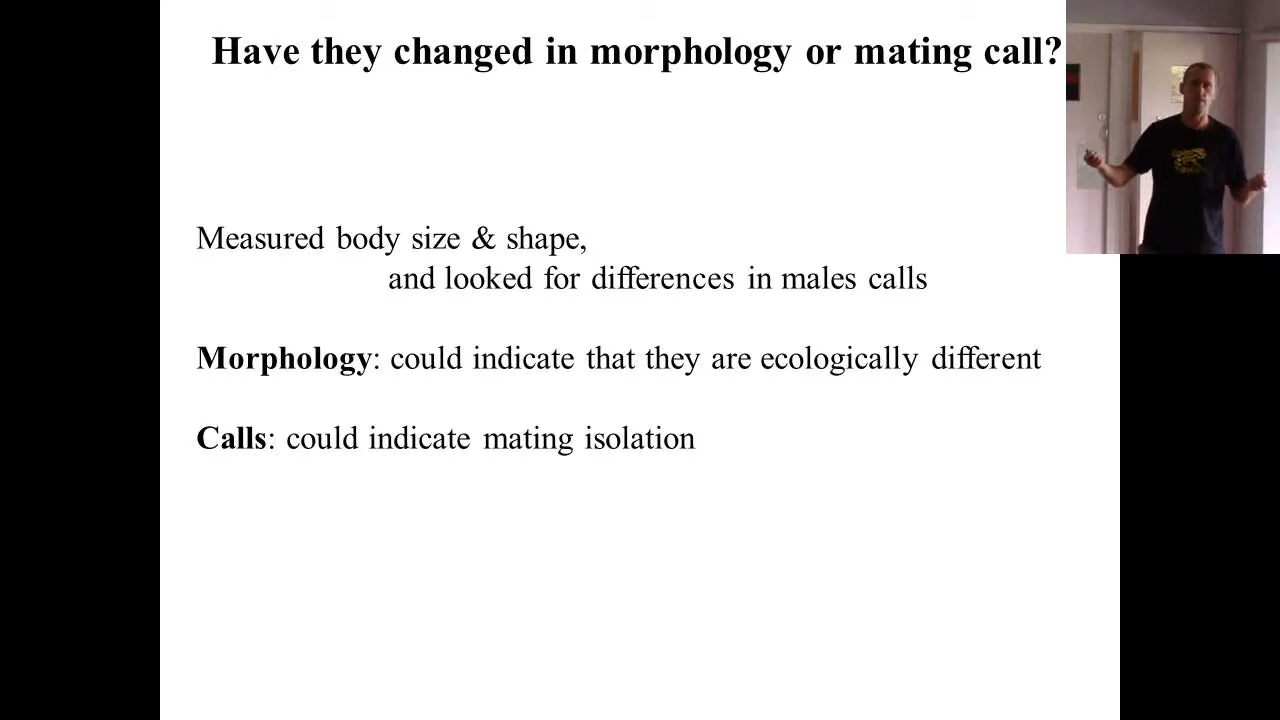 Have they changed in morphology or mating call?
Measured body size & shape,
and looked for differences in males calls
Morphology: could indicate that they are ecologically different
Calls: could indicate mating isolation